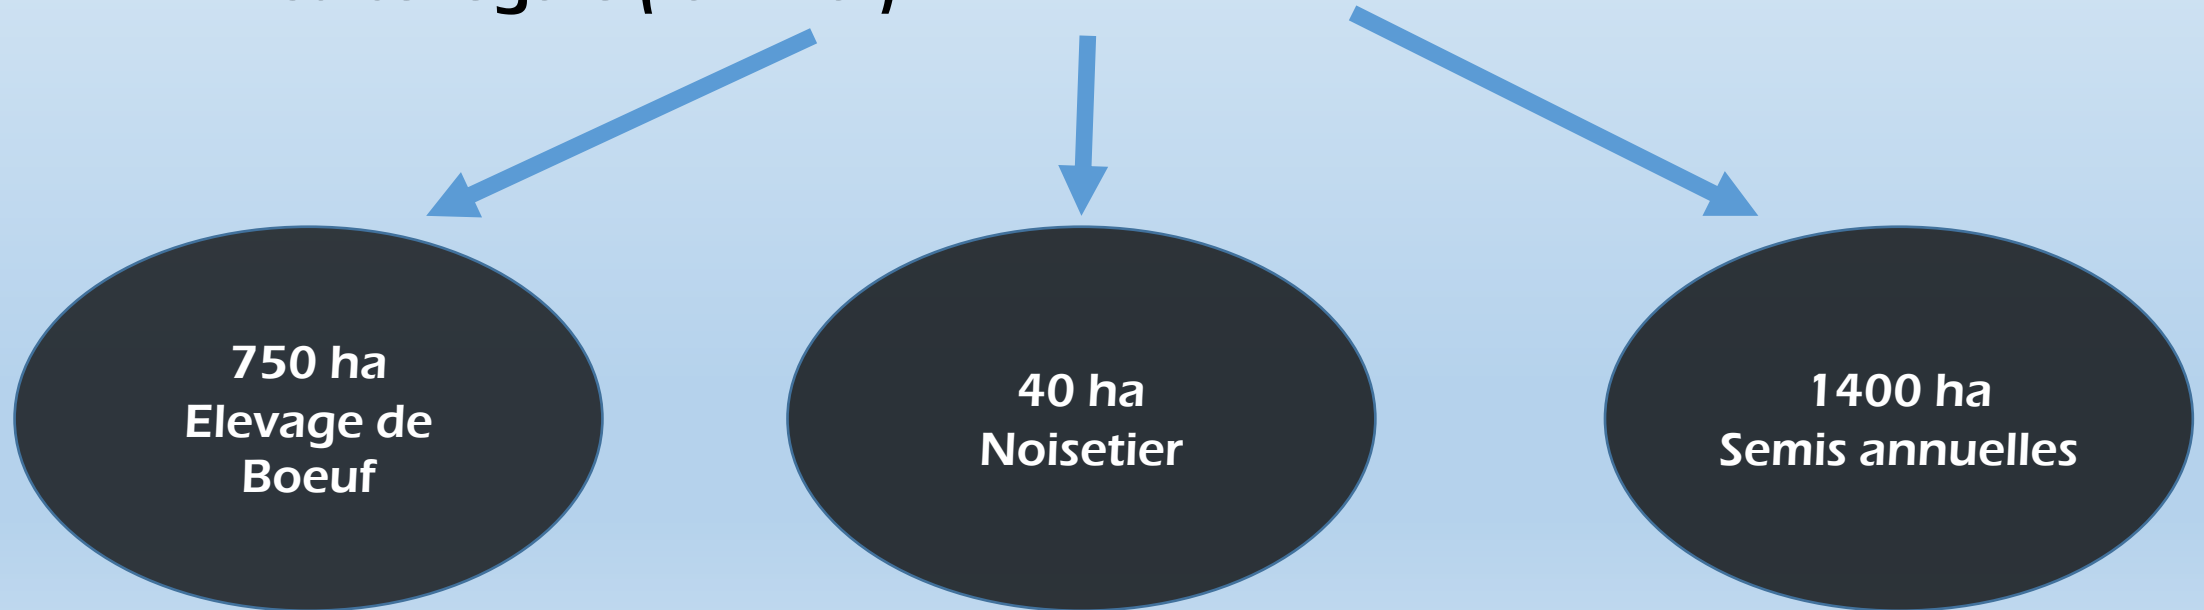 750 ha
Elevage de
Boeuf
40 ha
Noisetier
1400 ha
Semis annuelles